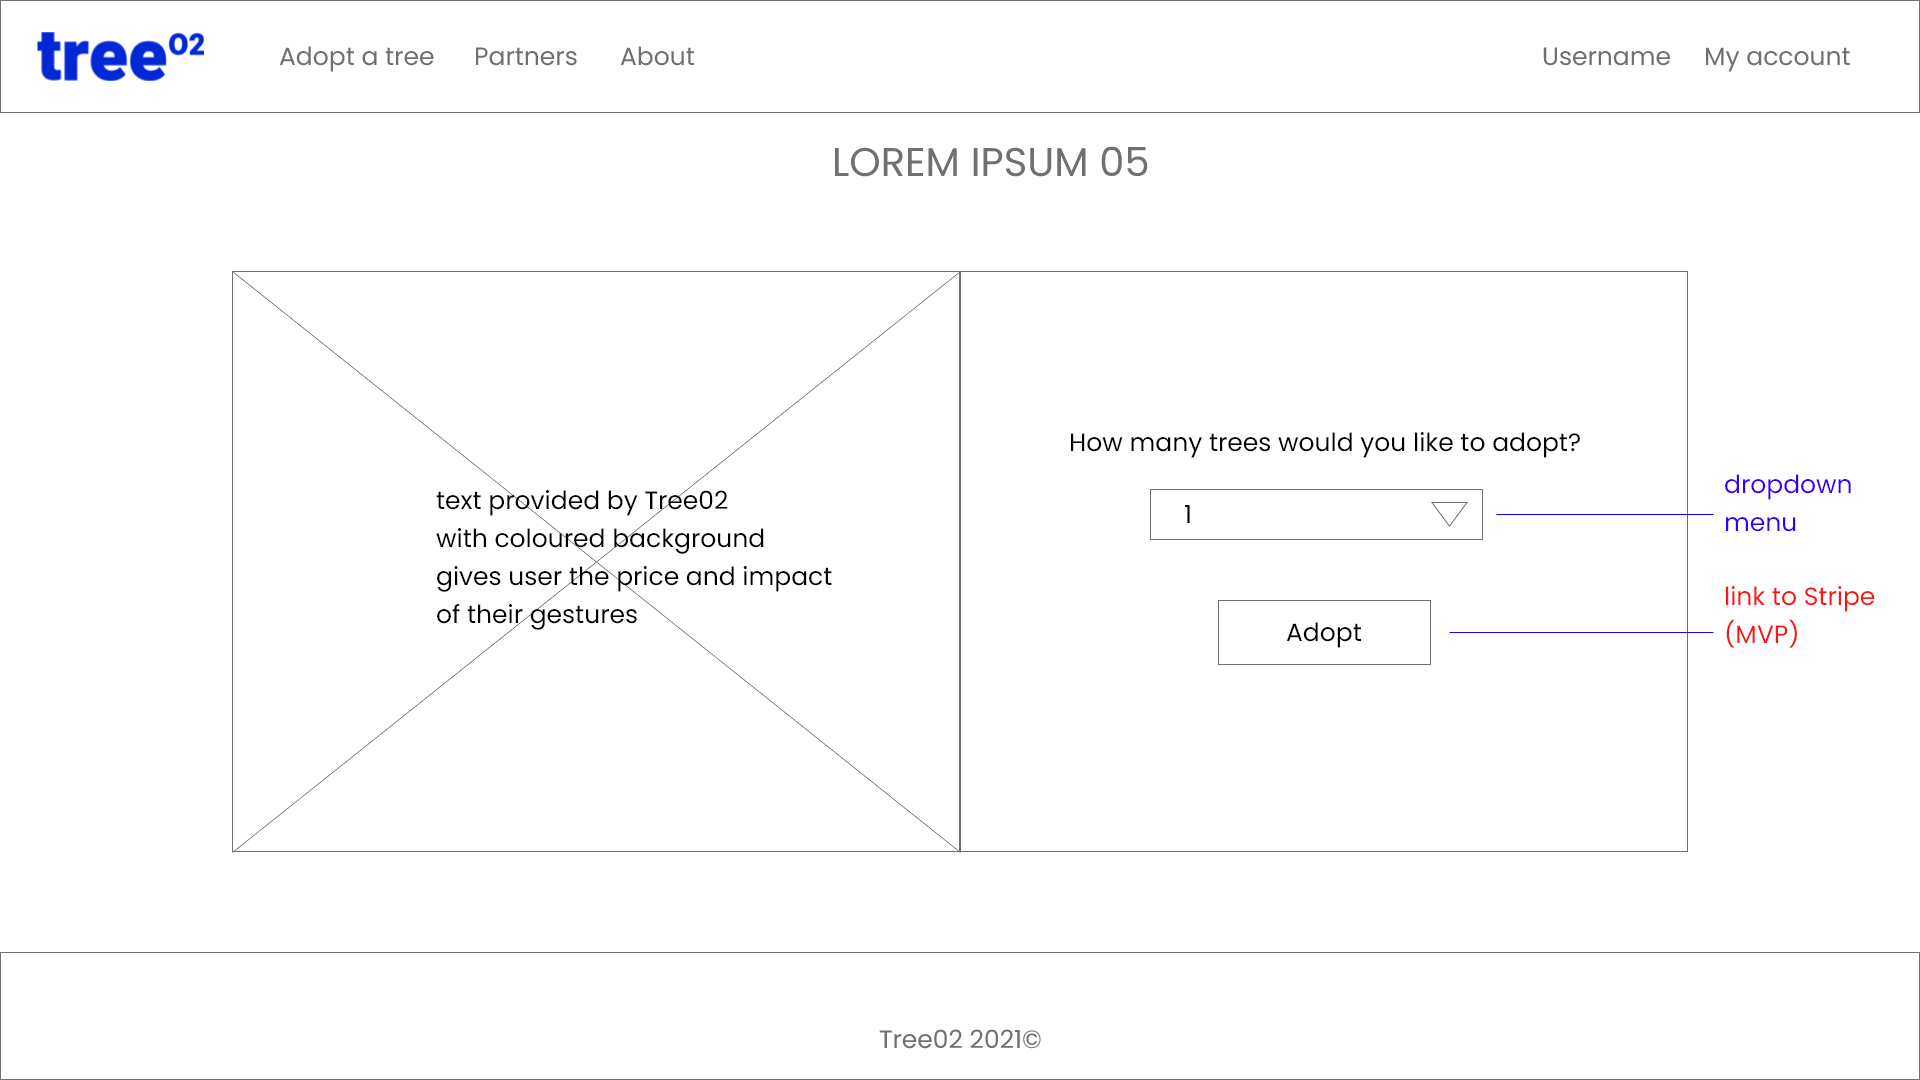 tree02
Adopt a tree Partners About Username My account
LOREM IPSUM 05
text provided by Tree02
with coloured background
gives user the price and impact
of their gestures
How many trees would you like to adopt?
1
Adopt
dropdown
menu
link to Stripe
(MVP)
Tree02 2021©